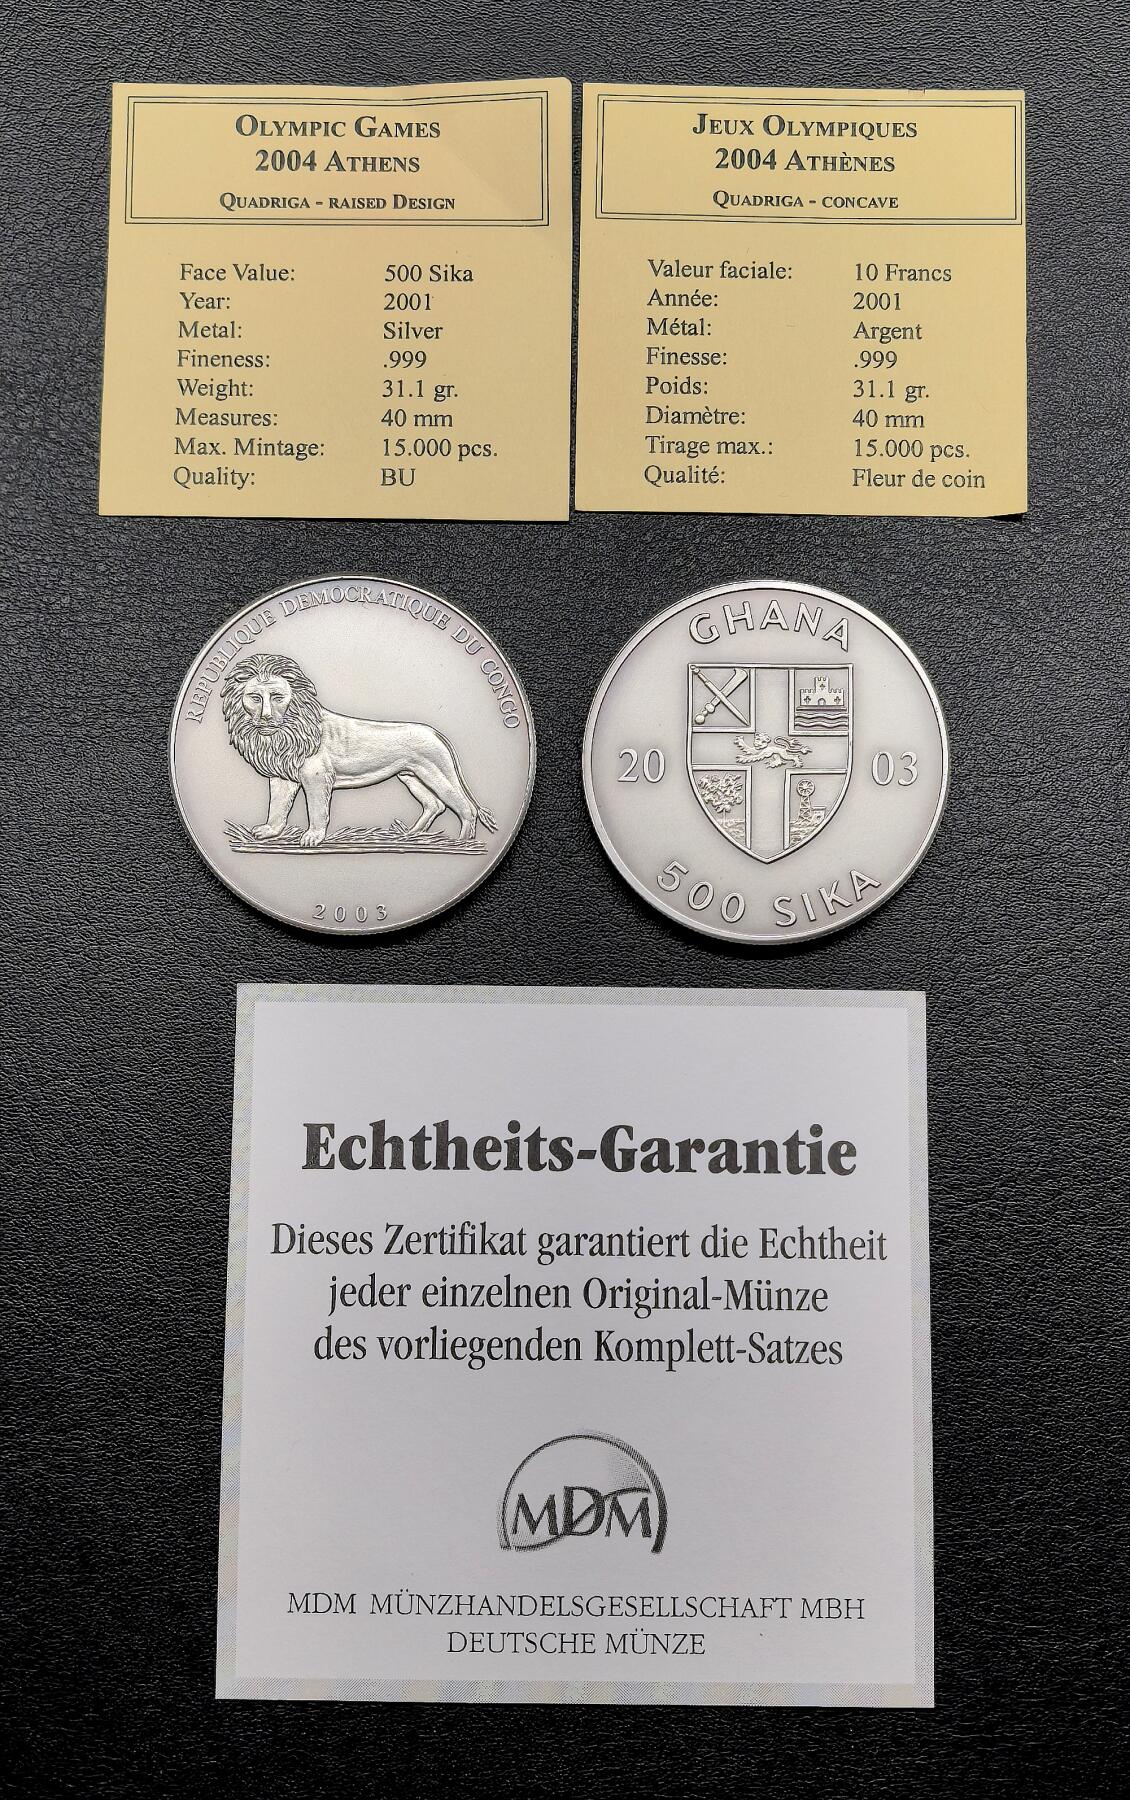 OLYMPIC GAMES
2004 ATHENS
QUADRIGA - RAISED DESIGN
Face Value: 500 Sika
Year: 2001
Metal: Silver
Fineness: .999
Weight: 31.1 gr.
Measures: 40 mm
Max. Mintage: 15.000 pcs.
Quality: BU
JEUX OLYMPIQUES
2004 ATHÈNES
QUADRIGA - CONCAVE
Valeur faciale: 10 Francs
Année: 2001
Métal: Argent
Finesse: .999
Poids: 31.1 gr.
Diamètre: 40 mm
Tirage max.: 15.000 pcs.
Qualité: Fleur de coin
REPUBLIQUE DEMOCRATIQUE DU CONGO
2003
GHANA
20 03
500 SIKA
Echtheits-Garantie
Dieses Zertifikat garantiert die Echtheit
jeder einzelnen Original-Münze
des vorliegenden Komplett-Satzes
MDM
MDM MÜNZHANDELSGESELLSCHAFT MBH
DEUTSCHE MÜNZE